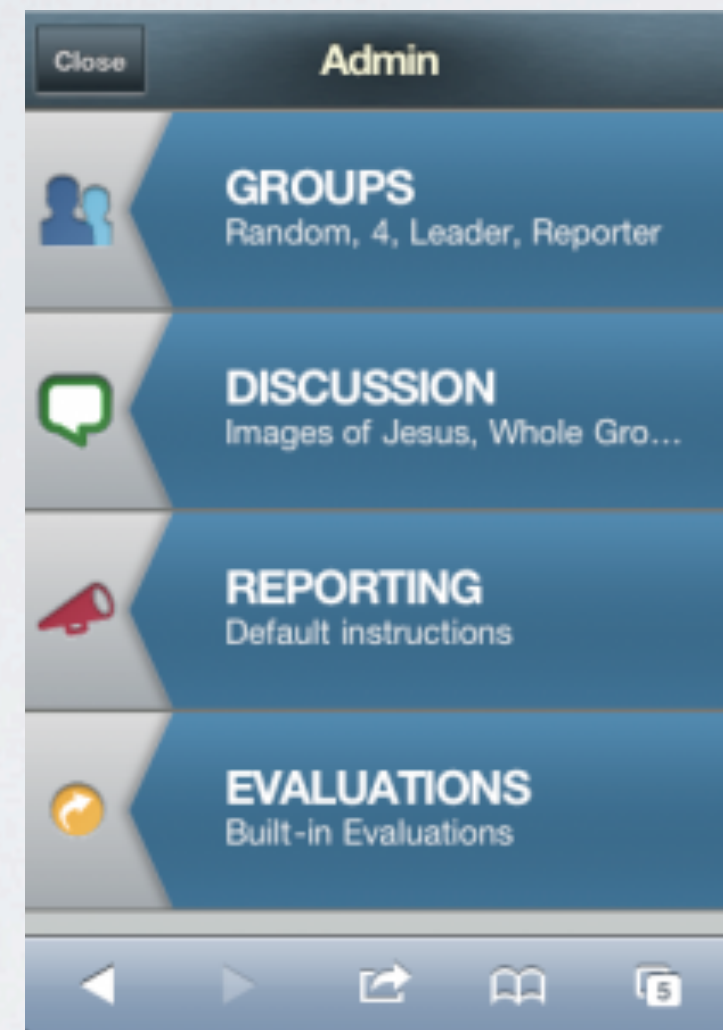 Close
Admin
GROUPS
Random, 4, Leader, Reporter
DISCUSSION
Images of Jesus, Whole Gro...
REPORTING
Default instructions
EVALUATIONS
Built-in Evaluations
5